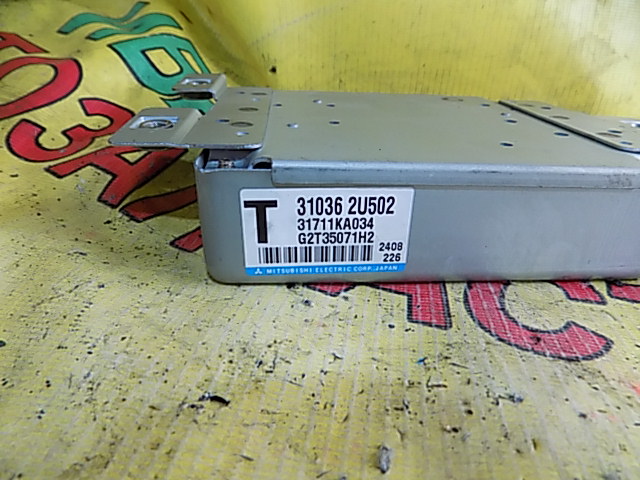 T
31036 2U502
31711KA034
G2T35071H2
2408
226
MITSUBISHI ELECTRIC CORP.,JAPAN